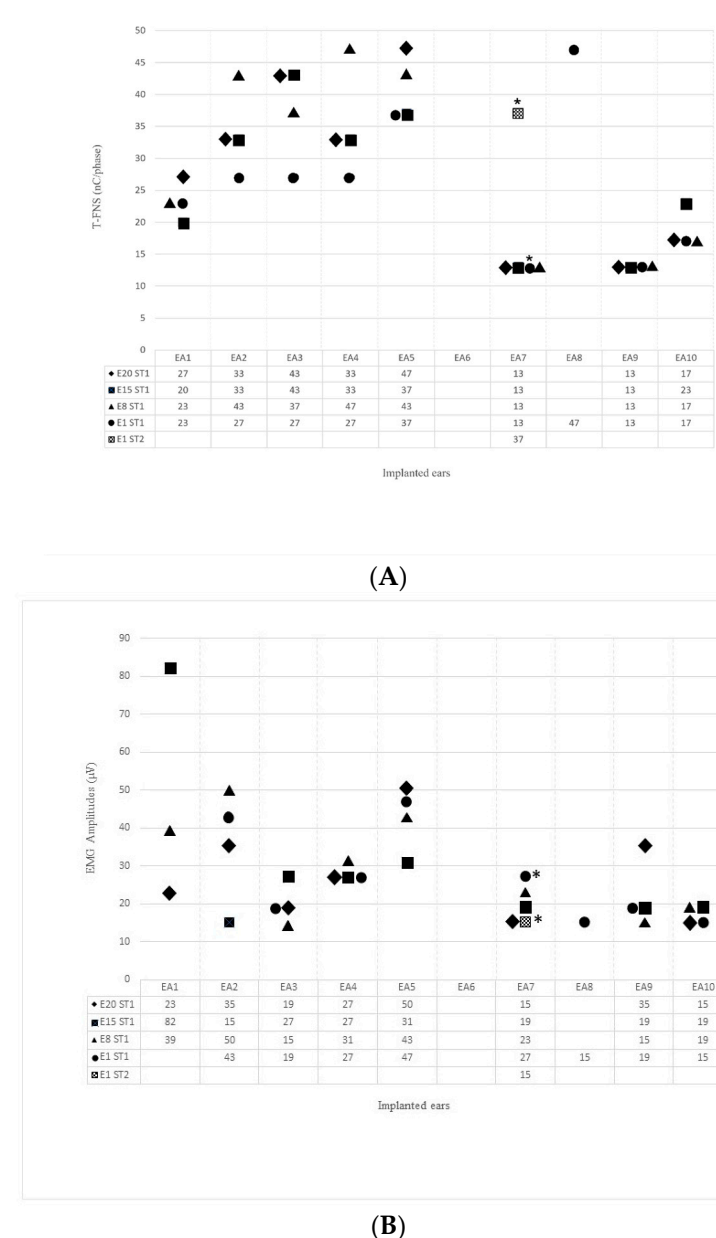 50
45
40
35
30
25
20
15
10
5
0
T-FNS (nC/phase)
*
*
EA1 EA2 EA3 EA4 EA5 EA6 EA7 EA8 EA9 EA10
E20 ST1 27 33 43 33 47 13 13 17
E15 ST1 20 33 43 33 37 13 13 23
E8 ST1 23 43 37 47 43 13 13 17
E1 ST1 23 27 27 27 37 13 47 13 17
E1 ST2 37
Implanted ears
(A)
90
80
70
60
50
40
30
20
10
0
EMG Amplitudes (µV)
*
*
EA1 EA2 EA3 EA4 EA5 EA6 EA7 EA8 EA9 EA10
E20 ST1 23 35 19 27 50 15 35 15
E15 ST1 82 15 27 27 31 19 19 19
E8 ST1 39 50 15 31 43 23 15 19
E1 ST1 43 19 27 47 27 15 19 15
E1 ST2 15
Implanted ears
(B)